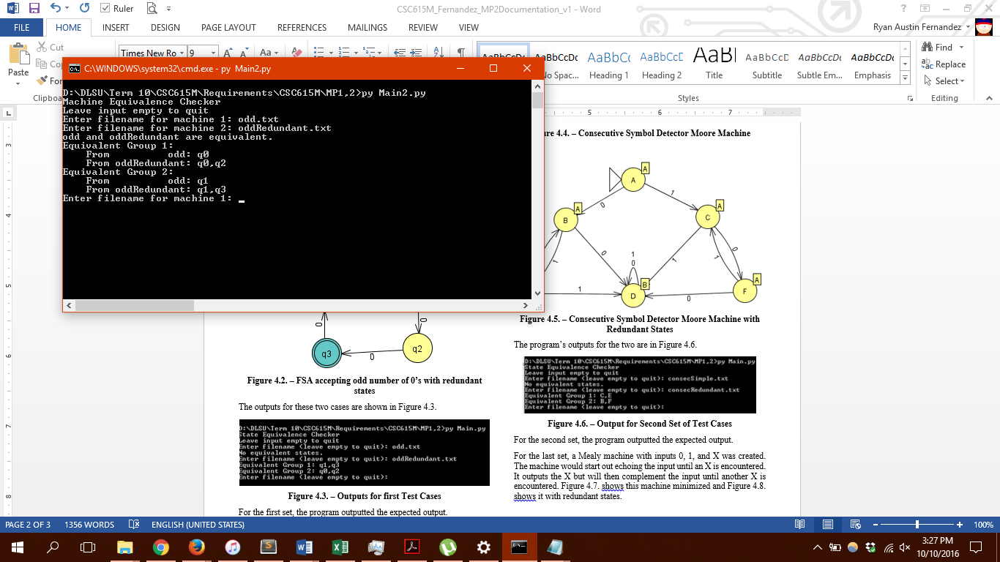 Ruler
CSC615M_Fernandez_MP2Documentation_v1 - Word
FILE
HOME
INSERT
DESIGN
PAGE LAYOUT
REFERENCES
MAILINGS
REVIEW
VIEW
Ryan Austin Fernandez
Paste
Cut
Times New Ro
9
Aa
AaBbCcDc
AaBbCcDc
AaBbCc
AaBbCcD
AaBl
AaBbCcC
AaBbCcDc
AaBbCcDc
Heading 1
Heading 2
Title
Subtitle
Subtle Em...
Emphasis
Find
Replace
Select
Styles
Editing
C:\WINDOWS\system32\cmd.exe - py Main2.py
D:\DLSU\Term 10\CSC615M\Requirements\CSC615M\MP1,2>py Main2.py
Machine Equivalence Checker
Leave input empty to quit
Enter filename for machine 1: odd.txt
Enter filename for machine 2: oddRedundant.txt
odd and oddRedundant are equivalent.
Equivalent Group 1:
From odd: q0
From oddRedundant: q0,q2
Equivalent Group 2:
From odd: q1
From oddRedundant: q1,q3
Enter filename for machine 1:
5 6 7
3
4
5
6
7
8
0
0
q3
0
q2
Figure 4.2. – FSA accepting odd number of 0’s with redundant
states
The outputs for these two cases are shown in Figure 4.3.
D:\DLSU\Term 10\CSC615M\Requirements\CSC615M\MP1,2>py Main.py
State Equivalence Checker
Leave input empty to quit
Enter filename (leave empty to quit): odd.txt
No equivalent states.
Enter filename (leave empty to quit): oddRedundant.txt
Equivalent Group 1: q1,q3
Equivalent Group 2: q0,q2
Enter filename (leave empty to quit):
Figure 4.3. – Outputs for first Test Cases
For the first set, the program outputted the expected output.
ure 4.4. – Consecutive Symbol Detector Moore Machine
A
A
0
1
A
B
A
C
1
0
1
0
1
1
0
1
B
D
0
A
F
Figure 4.5. – Consecutive Symbol Detector Moore Machine with
Redundant States
The program’s outputs for the two are in Figure 4.6.
D:\DLSU\Term 10\CSC615M\Requirements\CSC615M\MP1,2>py Main.py
State Equivalence Checker
Leave input empty to quit
Enter filename (leave empty to quit): consecSimple.txt
No equivalent states.
Enter filename (leave empty to quit): consecRedundant.txt
Equivalent Group 1: C,E
Equivalent Group 2: B,F
Enter filename (leave empty to quit):
Figure 4.6. – Output for Second Set of Test Cases
For the second set, the program outputted the expected output.
For the last set, a Mealy machine with inputs 0, 1, and X was created.
The machine would start out echoing the input until an X is encountered.
It outputs the X but will then complement the input until another X is
encountered. Figure 4.7. shows this machine minimized and Figure 4.8.
shows it with redundant states.
PAGE 2 OF 3
1356 WORDS
ENGLISH (UNITED STATES)
100%
3:27 PM
10/10/2016